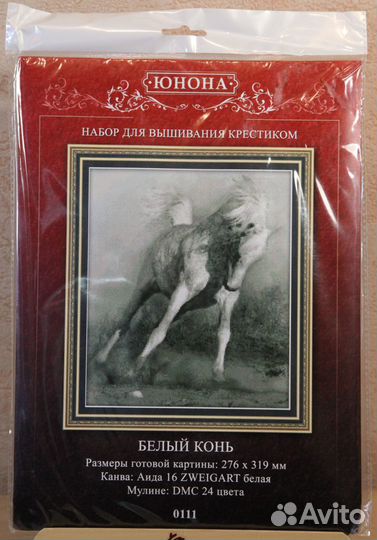 ЮНОНА
НАБОР ДЛЯ ВЫШИВАНИЯ КРЕСТИКОМ
БЕЛЫЙ КОНЬ
Размеры готовой картины: 276 x 319 мм
Канва: Аида 16 ZWEIGART белая
Мулине: DMC 24 цвета
0111
Avito